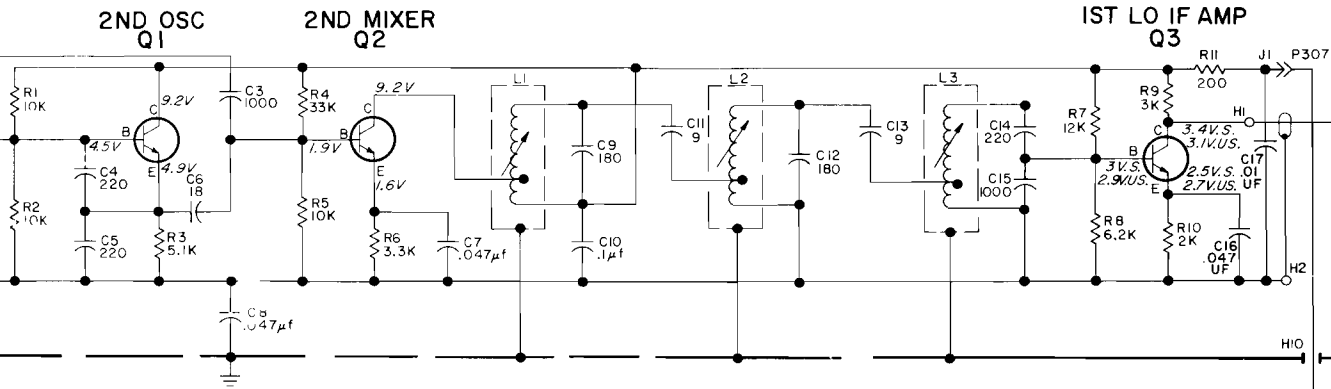 2ND OSC
Q1
2ND MIXER
Q2
1ST LO IF AMP
Q3
R1
10K
R2
10K
4.5V
B
C
E
9.2V
4.9V
C4
220
C5
220
C6
18
R3
5.1K
C3
1000
R4
33K
R5
10K
1.9V
B
C
E
9.2V
1.6V
R6
3.3K
C7
.047µf
C8
.047µf
L1
C9
180
C10
.1µf
C11
9
L2
C12
180
C13
9
L3
C14
220
C15
1000
R7
12K
R8
6.2K
R9
3K
R11
200
J1
P307
H1
C
B
E
3.4V.S.
3.1V.US.
3V.S.
2.9V.US.
2.5V.S.
2.7V.US.
C17
.01
UF
R10
2K
C16
.047
UF
H2
H10